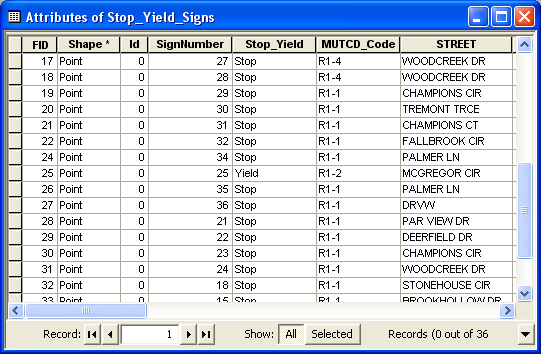 Attributes of Stop_Yield_Signs
FID Shape * Id SignNumber Stop_Yield MUTCD_Code STREET
17 Point 0 27 Stop R1-4 WOODCREEK DR
18 Point 0 28 Stop R1-4 WOODCREEK DR
19 Point 0 29 Stop R1-1 CHAMPIONS CIR
20 Point 0 30 Stop R1-1 TREMONT TRCE
21 Point 0 31 Stop R1-1 CHAMPIONS CT
22 Point 0 32 Stop R1-1 FALLBROOK CIR
24 Point 0 34 Stop R1-1 PALMER LN
25 Point 0 25 Yield R1-2 MCGREGOR CIR
26 Point 0 35 Stop R1-1 PALMER LN
27 Point 0 36 Stop R1-1 DRVW
28 Point 0 21 Stop R1-1 PAR VIEW DR
29 Point 0 22 Stop R1-1 DEERFIELD DR
30 Point 0 23 Stop R1-1 CHAMPIONS CIR
31 Point 0 24 Stop R1-1 WOODCREEK DR
32 Point 0 18 Stop R1-1 STONEHOUSE CIR
33 Point 0 15 Stop R1-1 BROOKHOLLOW DR
Record: 1 Show: All Selected Records (0 out of 36